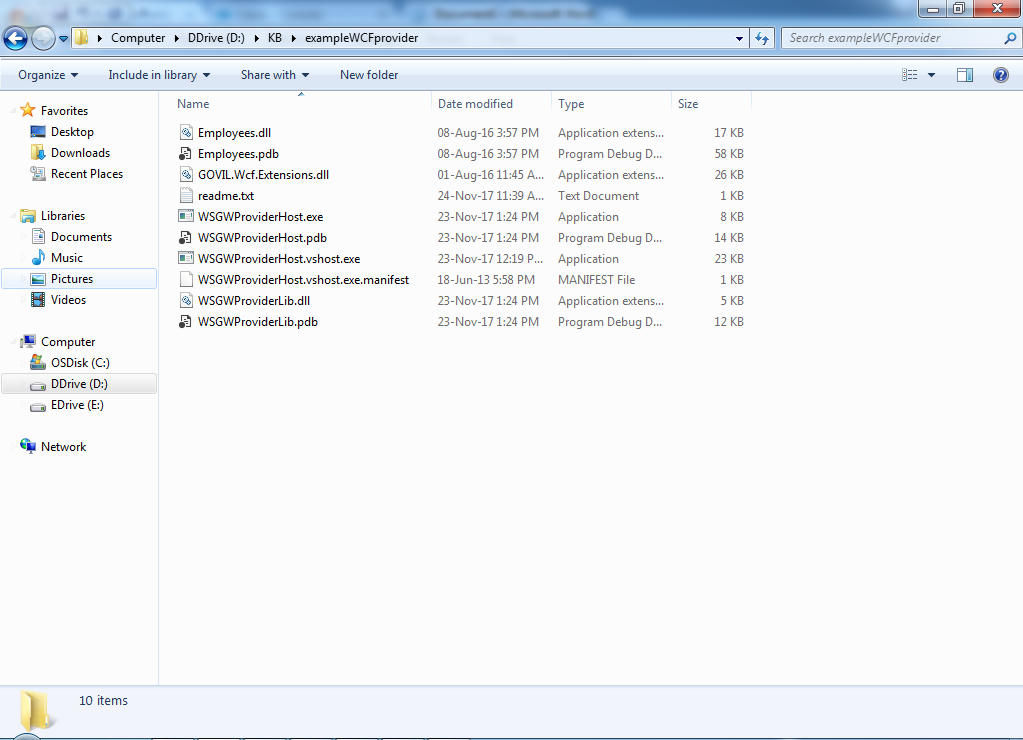 Document1 - Microsoft Word
Computer DDrive (D:) KB exampleWCFprovider Search exampleWCFprovider
Organize Include in library Share with New folder
Favorites
Desktop
Downloads
Recent Places
Libraries
Documents
Music
Pictures
Videos
Computer
OSDisk (C:)
DDrive (D:)
EDrive (E:)
Network
Name Date modified Type Size
Employees.dll 08-Aug-16 3:57 PM Application extens... 17 KB
Employees.pdb 08-Aug-16 3:57 PM Program Debug D... 58 KB
GOVIL.Wcf.Extensions.dll 01-Aug-16 11:45 A... Application extens... 26 KB
readme.txt 24-Nov-17 11:39 A... Text Document 1 KB
WSGWProviderHost.exe 23-Nov-17 1:24 PM Application 8 KB
WSGWProviderHost.pdb 23-Nov-17 1:24 PM Program Debug D... 14 KB
WSGWProviderHost.vshost.exe 23-Nov-17 12:19 P... Application 23 KB
WSGWProviderHost.vshost.exe.manifest 18-Jun-13 5:58 PM MANIFEST File 1 KB
WSGWProviderLib.dll 23-Nov-17 1:24 PM Application extens... 5 KB
WSGWProviderLib.pdb 23-Nov-17 1:24 PM Program Debug D... 12 KB
10 items